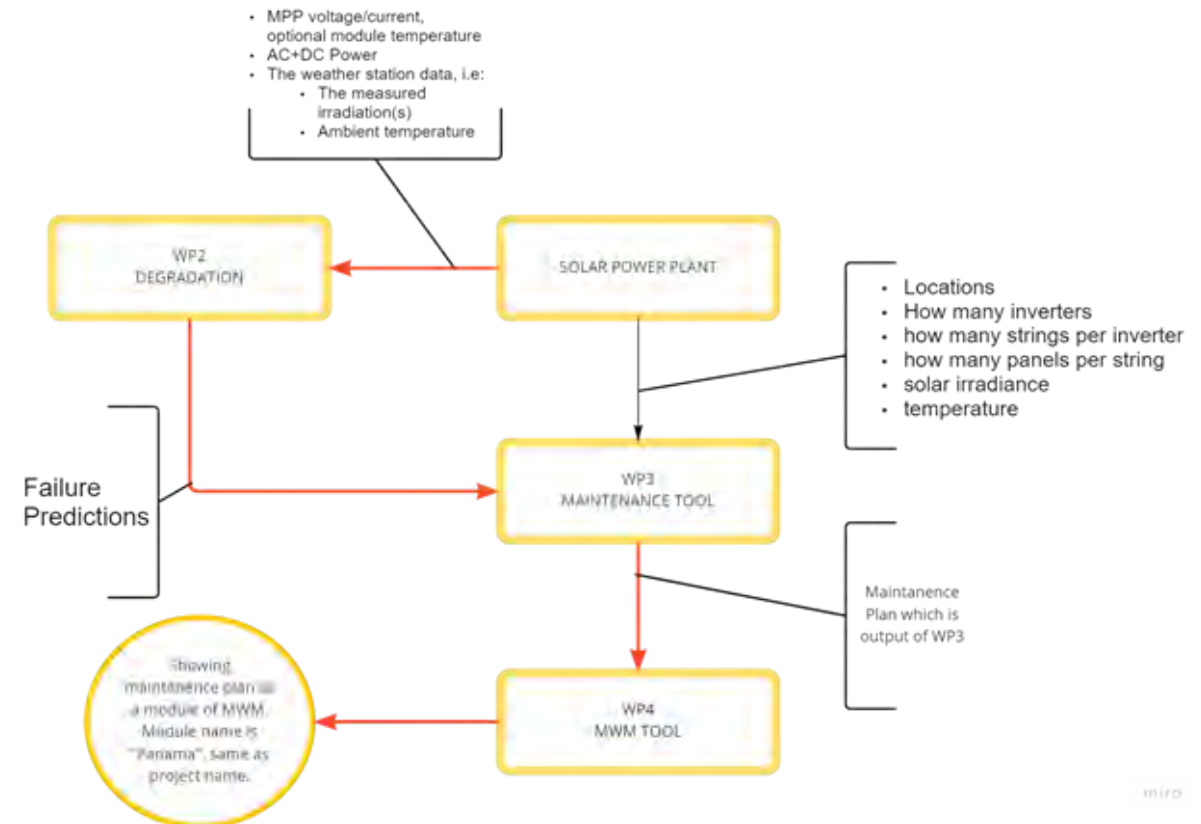 • MPP voltage/current,
optional module temperature
• AC+DC Power
• The weather station data, i.e:
• The measured
irradiation(s)
• Ambient temperature
WP2
DEGRADATION
SOLAR POWER PLANT
• Locations
• How many inverters
• how many strings per inverter
• how many panels per string
• solar irradiance
• temperature
Failure
Predictions
WP3
MAINTENANCE TOOL
Maintanence
Plan which is
output of WP3
Showing
maintanence plan as
a module of MWM.
Module name is
"Panama", same as
project name.
WP4
MWM TOOL
miro